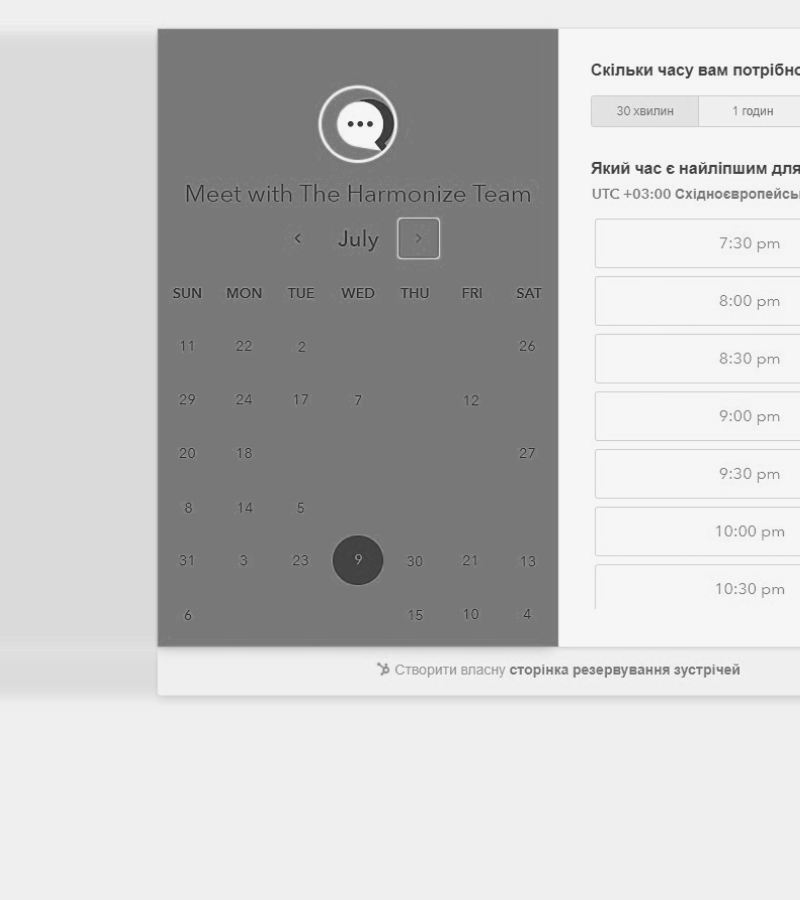 Meet with The Harmonize Team
July
SUN MON TUE WED THU FRI SAT
11 22 2 26
29 24 17 7 12
20 18 27
8 14 5
31 3 23 9 30 21 13
6 15 10 4
Скільки часу вам
30 хвилин 1 годин
Який час є найліпшим для
UTC +03:00
7:30 pm
8:00 pm
8:30 pm
9:00 pm
9:30 pm
10:00 pm
10:30 pm
Створити власну сторінка резервування зустрічей